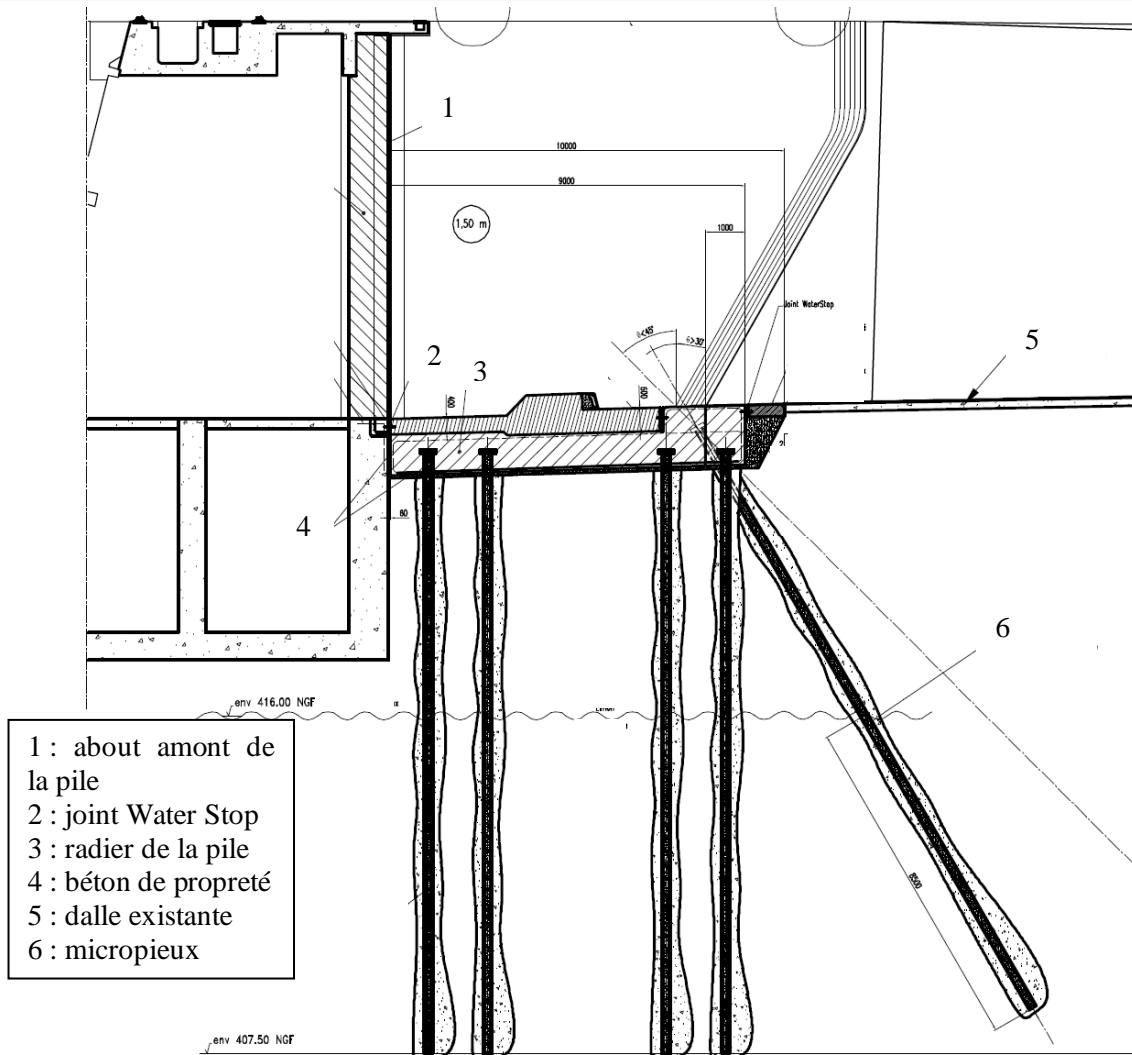 1
10000
9000
1,50 m
1000
Joint WaterStop
2
3
400
600
5
4
60
6
env 416.00 NGF
8500
env 407.50 NGF
1 : about amont de
la pile
2 : joint Water Stop
3 : radier de la pile
4 : béton de propreté
5 : dalle existante
6 : micropieux